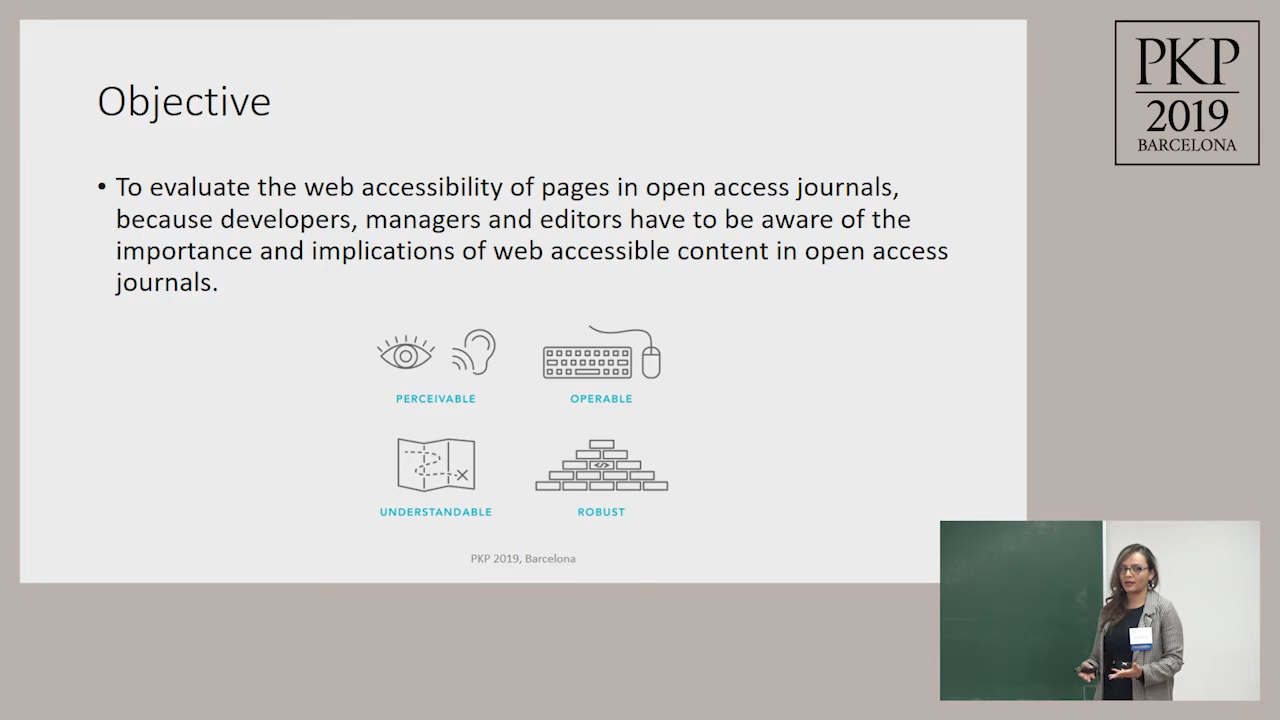 Objective
• To evaluate the web accessibility of pages in open access journals,
because developers, managers and editors have to be aware of the
importance and implications of web accessible content in open access
journals.
PERCEIVABLE
OPERABLE
UNDERSTANDABLE
ROBUST
PKP 2019, Barcelona
PKP
2019
BARCELONA